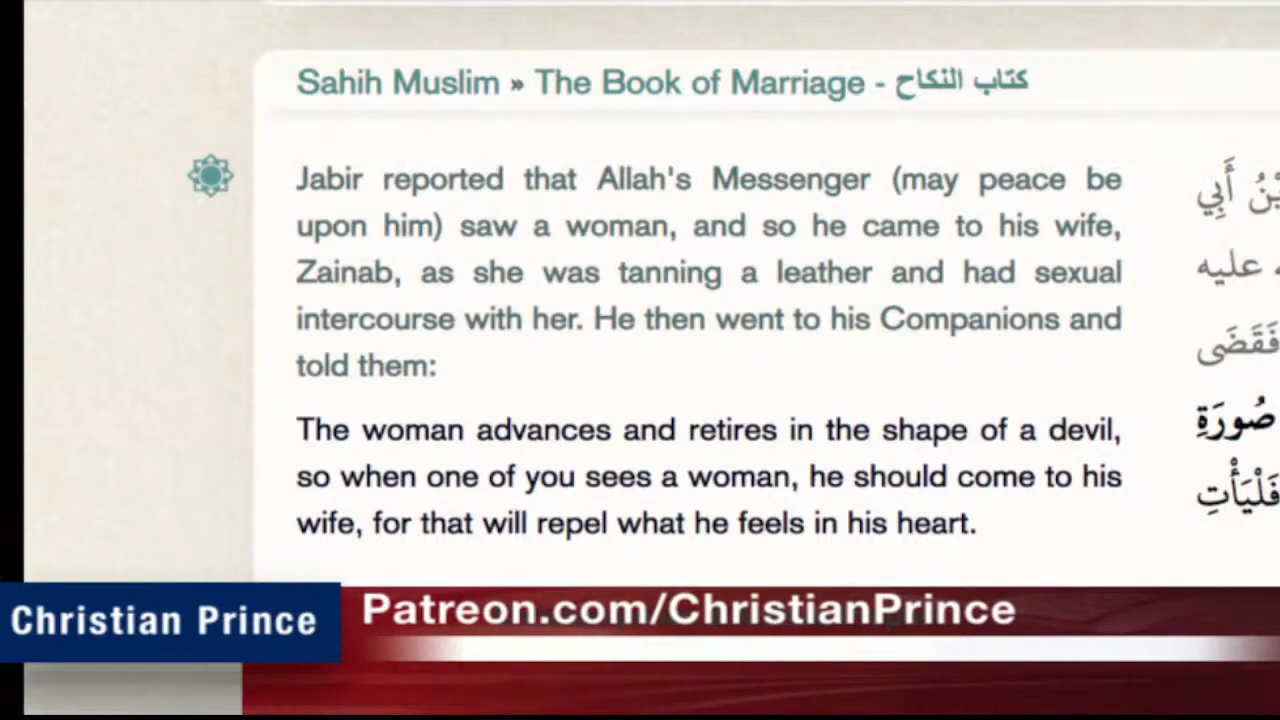 Sahih Muslim » The Book of Marriage - كتاب النكاح
Jabir reported that Allah's Messenger (may peace be
upon him) saw a woman, and so he came to his wife,
Zainab, as she was tanning a leather and had sexual
intercourse with her. He then went to his Companions and
told them:
The woman advances and retires in the shape of a devil,
so when one of you sees a woman, he should come to his
wife, for that will repel what he feels in his heart.
أَبِي
عليه
فَقَضَى
صُورَةِ
فَلْيَأْتِ
Christian Prince
Patreon.com/ChristianPrince